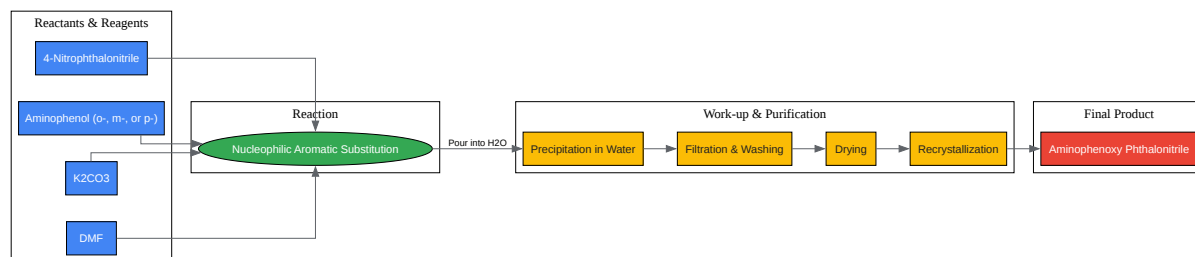 Reactants & Reagents
4-Nitrophthalonitrile
Aminophenol (o-, m-, or p-)
K2CO3
DMF
Reaction
Nucleophilic Aromatic Substitution
Pour into H2O
Work-up & Purification
Precipitation in Water
Filtration & Washing
Drying
Recrystallization
Final Product
Aminophenoxy Phthalonitrile